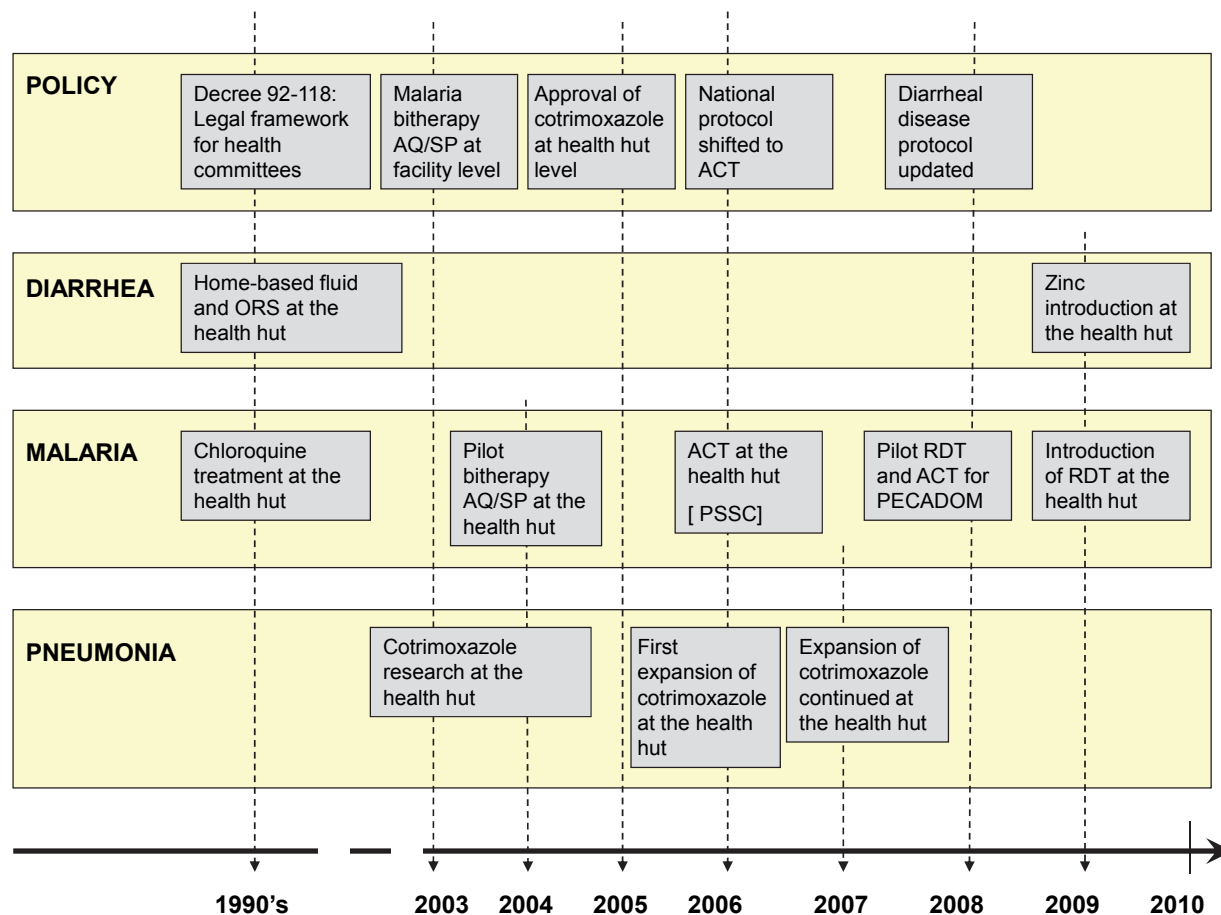 POLICY
Decree 92-118:
Legal framework
for health
committees
Malaria
bitherapy
AQ/SP at
facility level
Approval of
cotrimoxazole
at health hut
level
National
protocol
shifted to
ACT
Diarrheal
disease
protocol
updated
DIARRHEA
Home-based fluid
and ORS at the
health hut
Zinc
introduction at
the health hut
MALARIA
Chloroquine
treatment at the
health hut
Pilot
bitherapy
AQ/SP at the
health hut
ACT at the
health hut
[ PSSC]
Pilot RDT
and ACT for
PECADOM
Introduction
of RDT at the
health hut
PNEUMONIA
Cotrimoxazole
research at the
health hut
First
expansion of
cotrimoxazole
at the health
hut
Expansion of
cotrimoxazole
continued at
the health hut
1990's 2003 2004 2005 2006 2007 2008 2009 2010